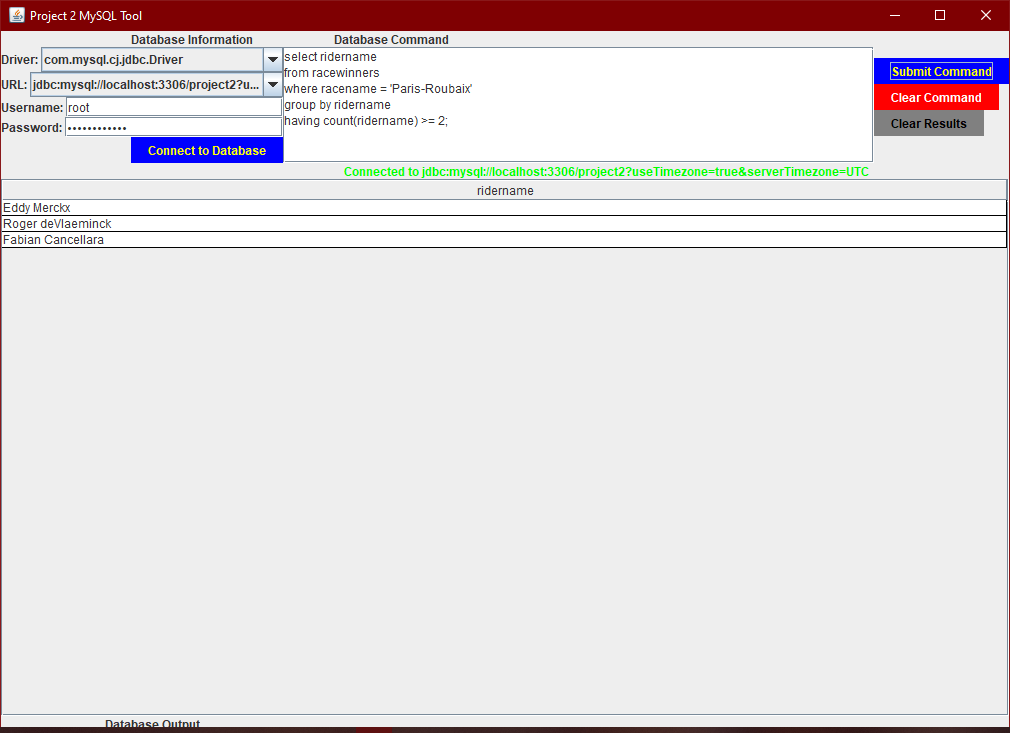 Project 2 MySQL Tool
Database Information
Database Command
Driver: com.mysql.cj.jdbc.Driver
URL: jdbc:mysql://localhost:3306/project2?u...
Username: root
Password: ••••••••••••
Connect to Database
select ridername
from racewinners
where racename = 'Paris-Roubaix'
group by ridername
having count(ridername) >= 2;
Submit Command
Clear Command
Clear Results
Connected to jdbc:mysql://localhost:3306/project2?useTimezone=true&serverTimezone=UTC
ridername
Eddy Merckx
Roger deVlaeminck
Fabian Cancellara
Database Output